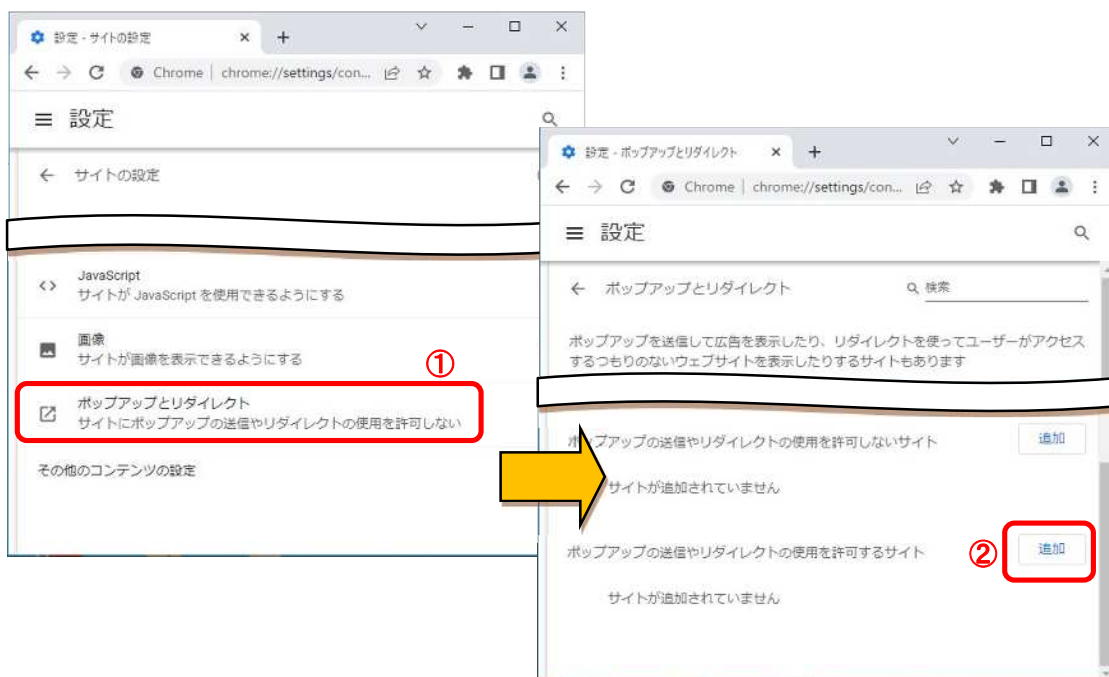 設定 - サイトの設定
Chrome | chrome://settings/con...
設定
サイトの設定
JavaScript
サイトが JavaScript を使用できるようにする
画像
サイトが画像を表示できるようにする
①
ポップアップとリダイレクト
サイトにポップアップの送信やリダイレクトの使用を許可しない
その他のコンテンツの設定
設定 - ポップアップとリダイレクト
Chrome | chrome://settings/con...
設定
ポップアップとリダイレクト
検索
ポップアップを送信して広告を表示したり、リダイレクトを使ってユーザーがアクセス
するつもりのないウェブサイトを表示したりするサイトもあります
ポップアップの送信やリダイレクトの使用を許可しないサイト
追加
サイトが追加されていません
ポップアップの送信やリダイレクトの使用を許可するサイト
②
追加
サイトが追加されていません